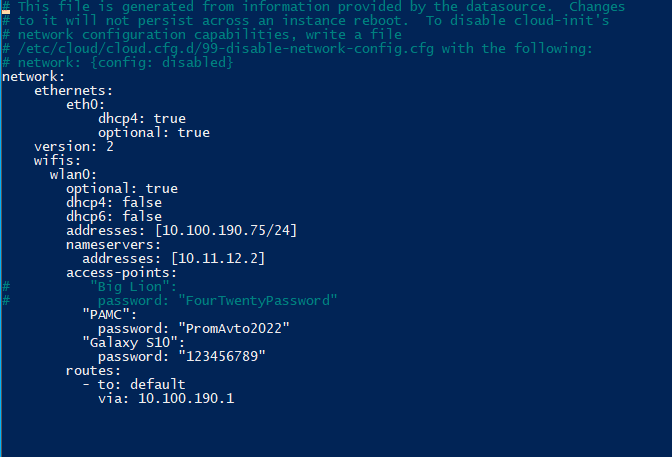 # This file is generated from information provided by the datasource.  Changes
# to it will not persist across an instance reboot.  To disable cloud-init's
# network configuration capabilities, write a file
# /etc/cloud/cloud.cfg.d/99-disable-network-config.cfg with the following:
# network: {config: disabled}
network:
    ethernets:
        eth0:
            dhcp4: true
            optional: true
    version: 2
    wifis:
      wlan0:
        optional: true
        dhcp4: false
        dhcp6: false
        addresses: [10.100.190.75/24]
        nameservers:
          addresses: [10.11.12.2]
        access-points:
#          "Big Lion":
#           password: "FourTwentyPassword"
          "PAMC":
            password: "PromAvto2022"
          "Galaxy S10":
            password: "123456789"
        routes:
          - to: default
            via: 10.100.190.1